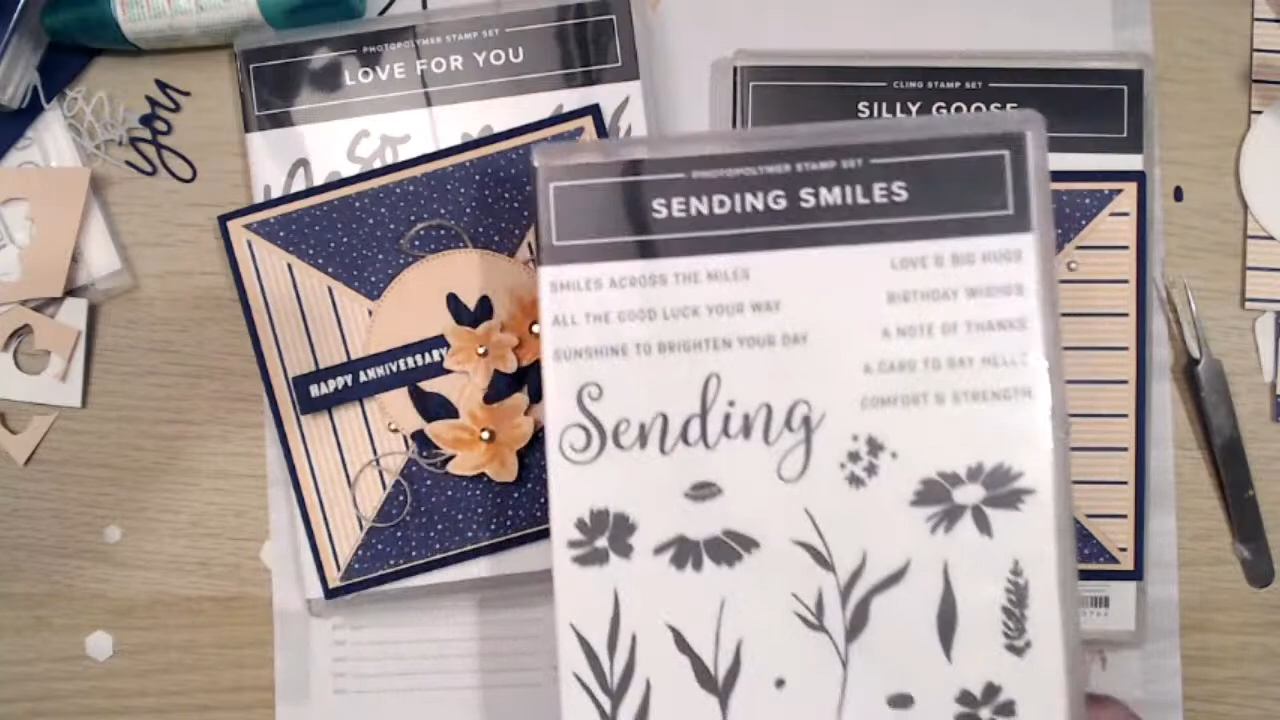 PHOTOPOLYMER STAMP SET
LOVE FOR YOU
so
you
CLING STAMP SET
SILLY GOOSE
HAPPY ANNIVERSARY
PHOTOPOLYMER STAMP SET
SENDING SMILES
SMILES ACROSS THE MILES
ALL THE GOOD LUCK YOUR WAY
SUNSHINE TO BRIGHTEN YOUR DAY
LOVE & BIG HUGS
BIRTHDAY WISHES
A NOTE OF THANKS
A CARD TO SAY HELLO
COMFORT & STRENGTH
Sending